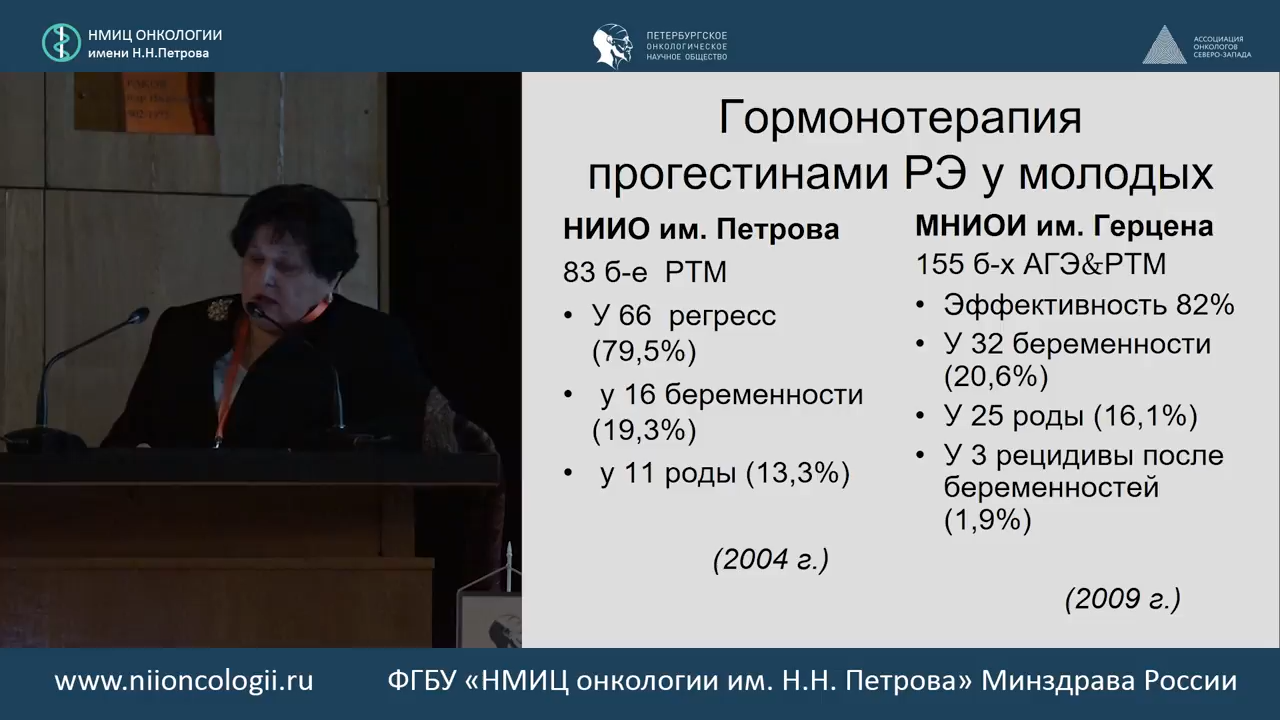 НМИЦ ОНКОЛОГИИ
имени Н.Н.Петрова
ПЕТЕРБУРГСКОЕ
ОНКОЛОГИЧЕСКОЕ
НАУЧНОЕ ОБЩЕСТВО
АССОЦИАЦИЯ
ОНКОЛОГОВ
СЕВЕРО-ЗАПАДА
Гормонотерапия
прогестинами РЭ у молодых
НИИО им. Петрова
83 б-е РТМ
• У 66 регресс
(79,5%)
• у 16 беременности
(19,3%)
• у 11 роды (13,3%)
(2004 г.)
МНИОИ им. Герцена
155 б-х АГЭ&РТМ
• Эффективность 82%
• У 32 беременности
(20,6%)
• У 25 роды (16,1%)
• У 3 рецидивы после
беременностей
(1,9%)
(2009 г.)
www.niioncologii.ru
ФГБУ «НМИЦ онкологии им. Н.Н. Петрова» Минздрава России